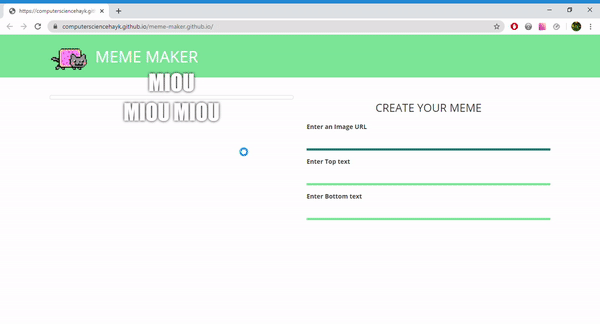 https://computersciencehayk.git
computersciencehayk.github.io/meme-maker.github.io/
MEME MAKER
MIOU
MIOU MIOU
CREATE YOUR MEME
Enter an Image URL
Enter Top text
Enter Bottom text